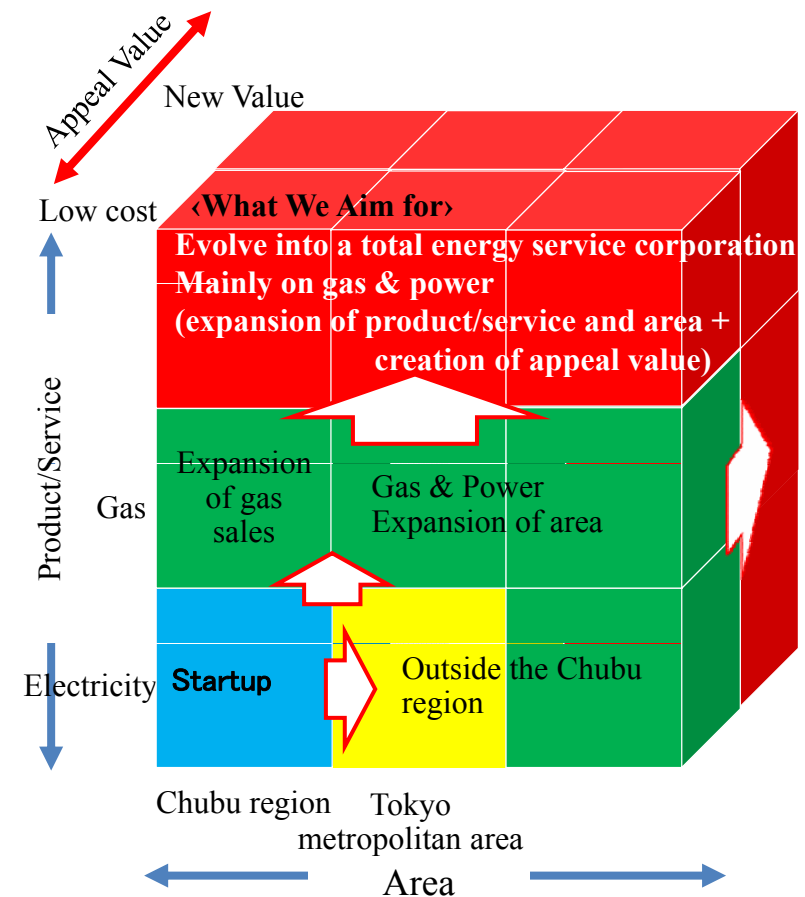 Appeal Value
New Value
Low cost
‹What We Aim for›
Evolve into a total energy service corporation
Mainly on gas & power
(expansion of product/service and area +
creation of appeal value)
Product/Service
Gas
Expansion
of gas
sales
Gas & Power
Expansion of area
Electricity
Startup
Outside the Chubu
region
Chubu region
Tokyo
metropolitan area
Area